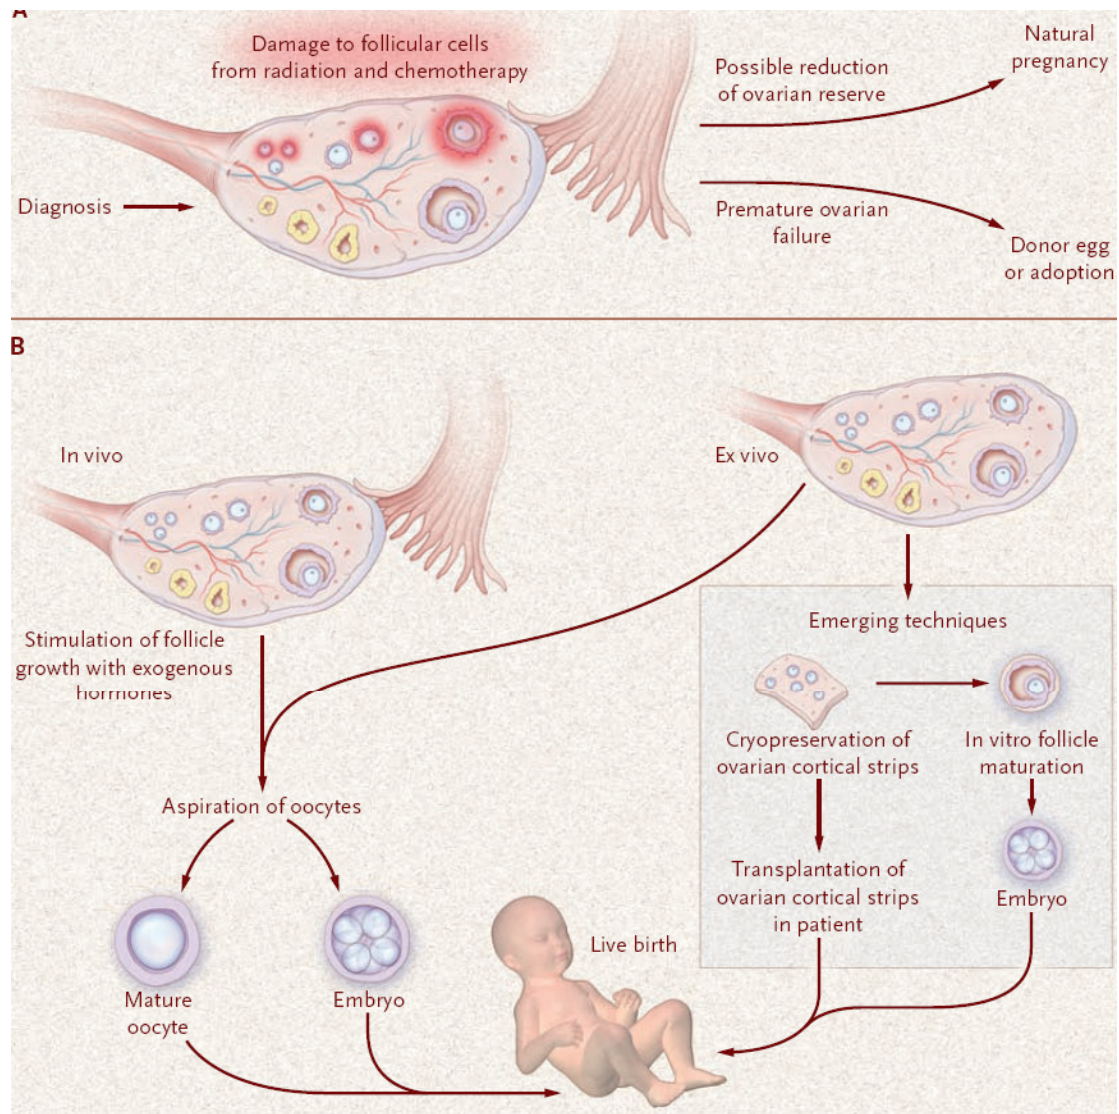 A
Damage to follicular cells
from radiation and chemotherapy
Diagnosis
Possible reduction
of ovarian reserve
Natural
pregnancy
Premature ovarian
failure
Donor egg
or adoption
B
In vivo
Ex vivo
Stimulation of follicle
growth with exogenous
hormones
Emerging techniques
Cryopreservation of
ovarian cortical strips
In vitro follicle
maturation
Aspiration of oocytes
Transplantation of
ovarian cortical strips
in patient
Embryo
Live birth
Mature
oocyte
Embryo